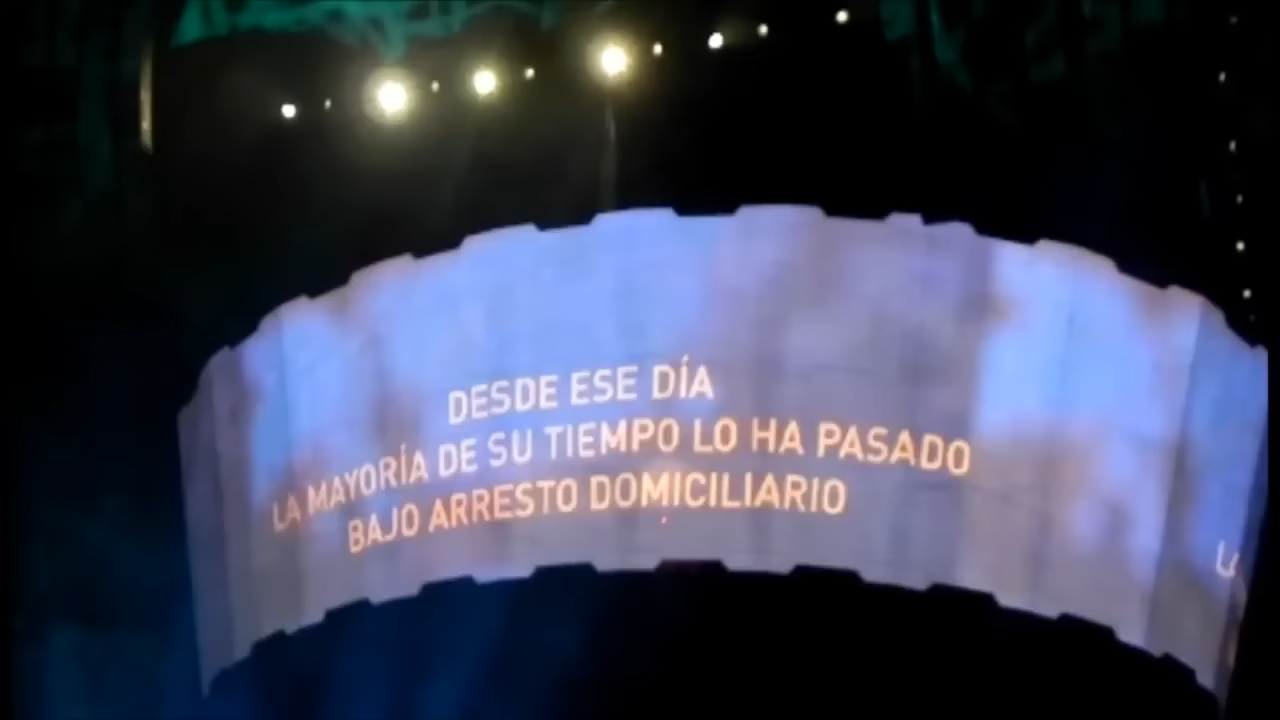 DESDE ESE DÍA
LA MAYORÍA DE SU TIEMPO LO HA PASADO
BAJO ARRESTO DOMICILIARIO